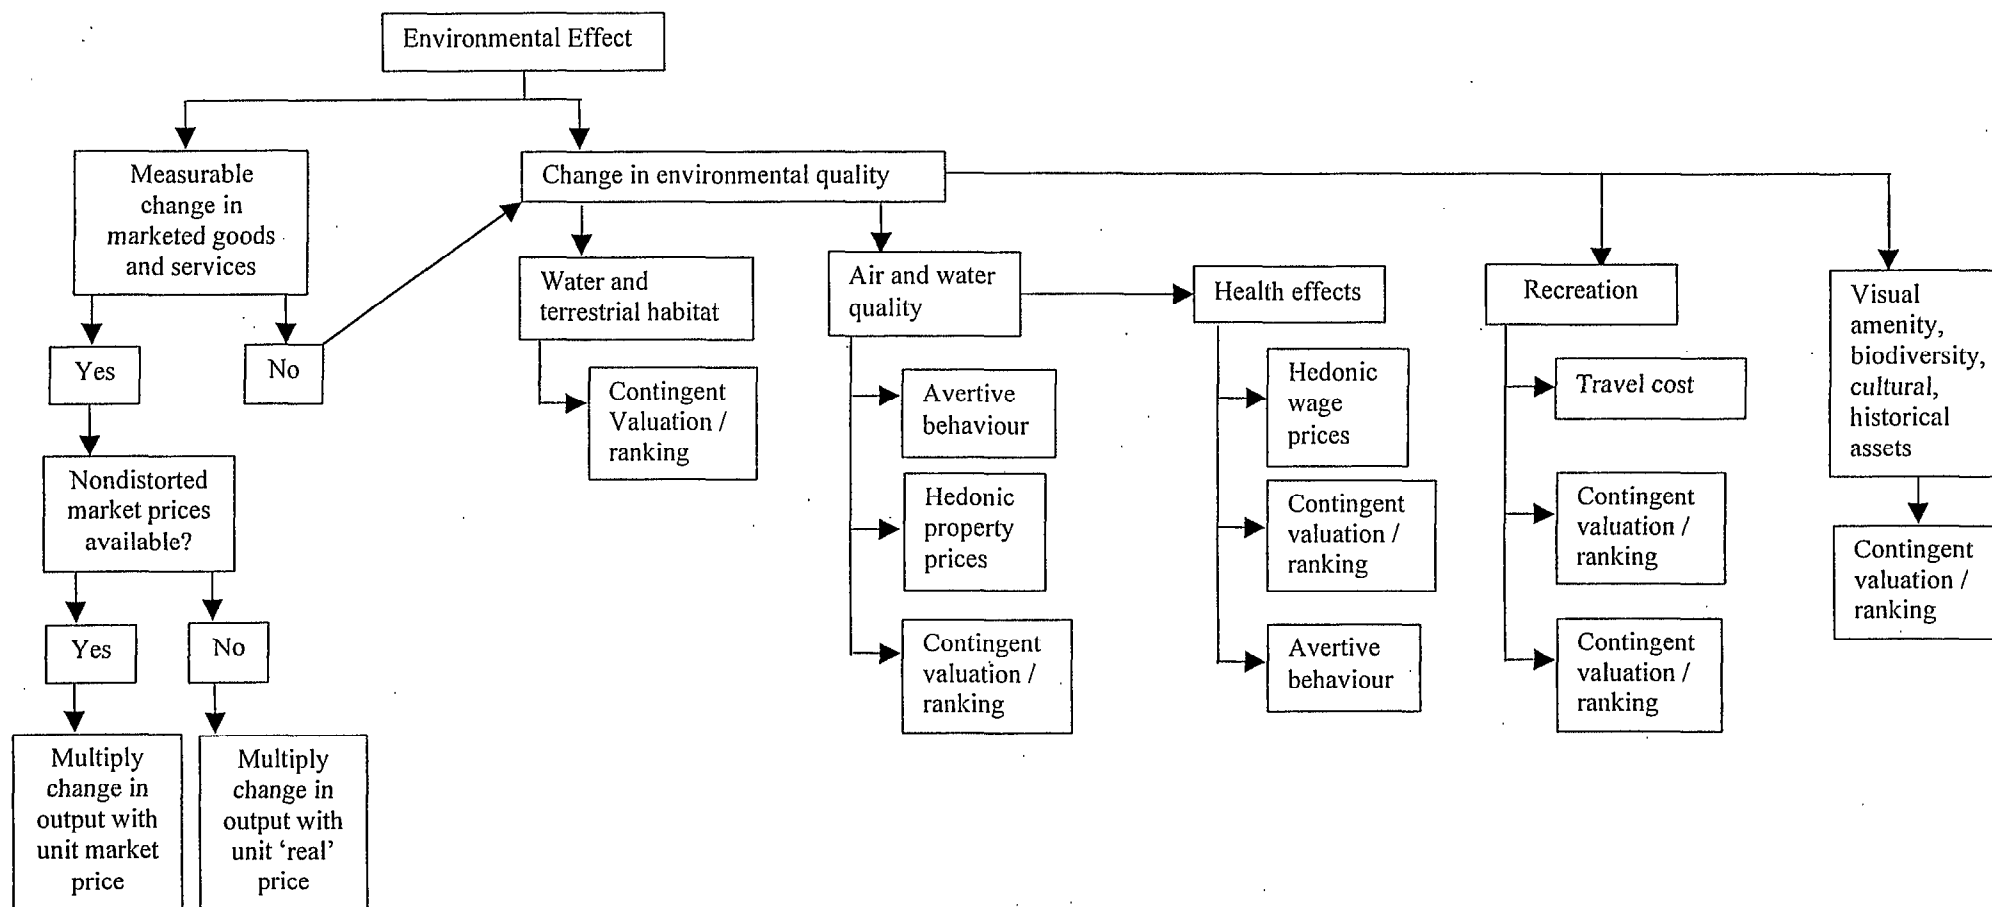 Environmental Effect
Measurable
change in
marketed goods
and services
Change in environmental quality
Yes
No
Nondistorted
market prices
available?
Yes
No
Multiply
change in
output with
unit market
price
Multiply
change in
output with
unit ‘real’
price
Water and
terrestrial habitat
Contingent
Valuation /
ranking
Air and water
quality
Avertive
behaviour
Hedonic
property
prices
Contingent
valuation /
ranking
Health effects
Hedonic
wage
prices
Contingent
valuation /
ranking
Avertive
behaviour
Recreation
Travel cost
Contingent
valuation /
ranking
Contingent
valuation /
ranking
Visual
amenity,
biodiversity,
cultural,
historical
assets
Contingent
valuation /
ranking